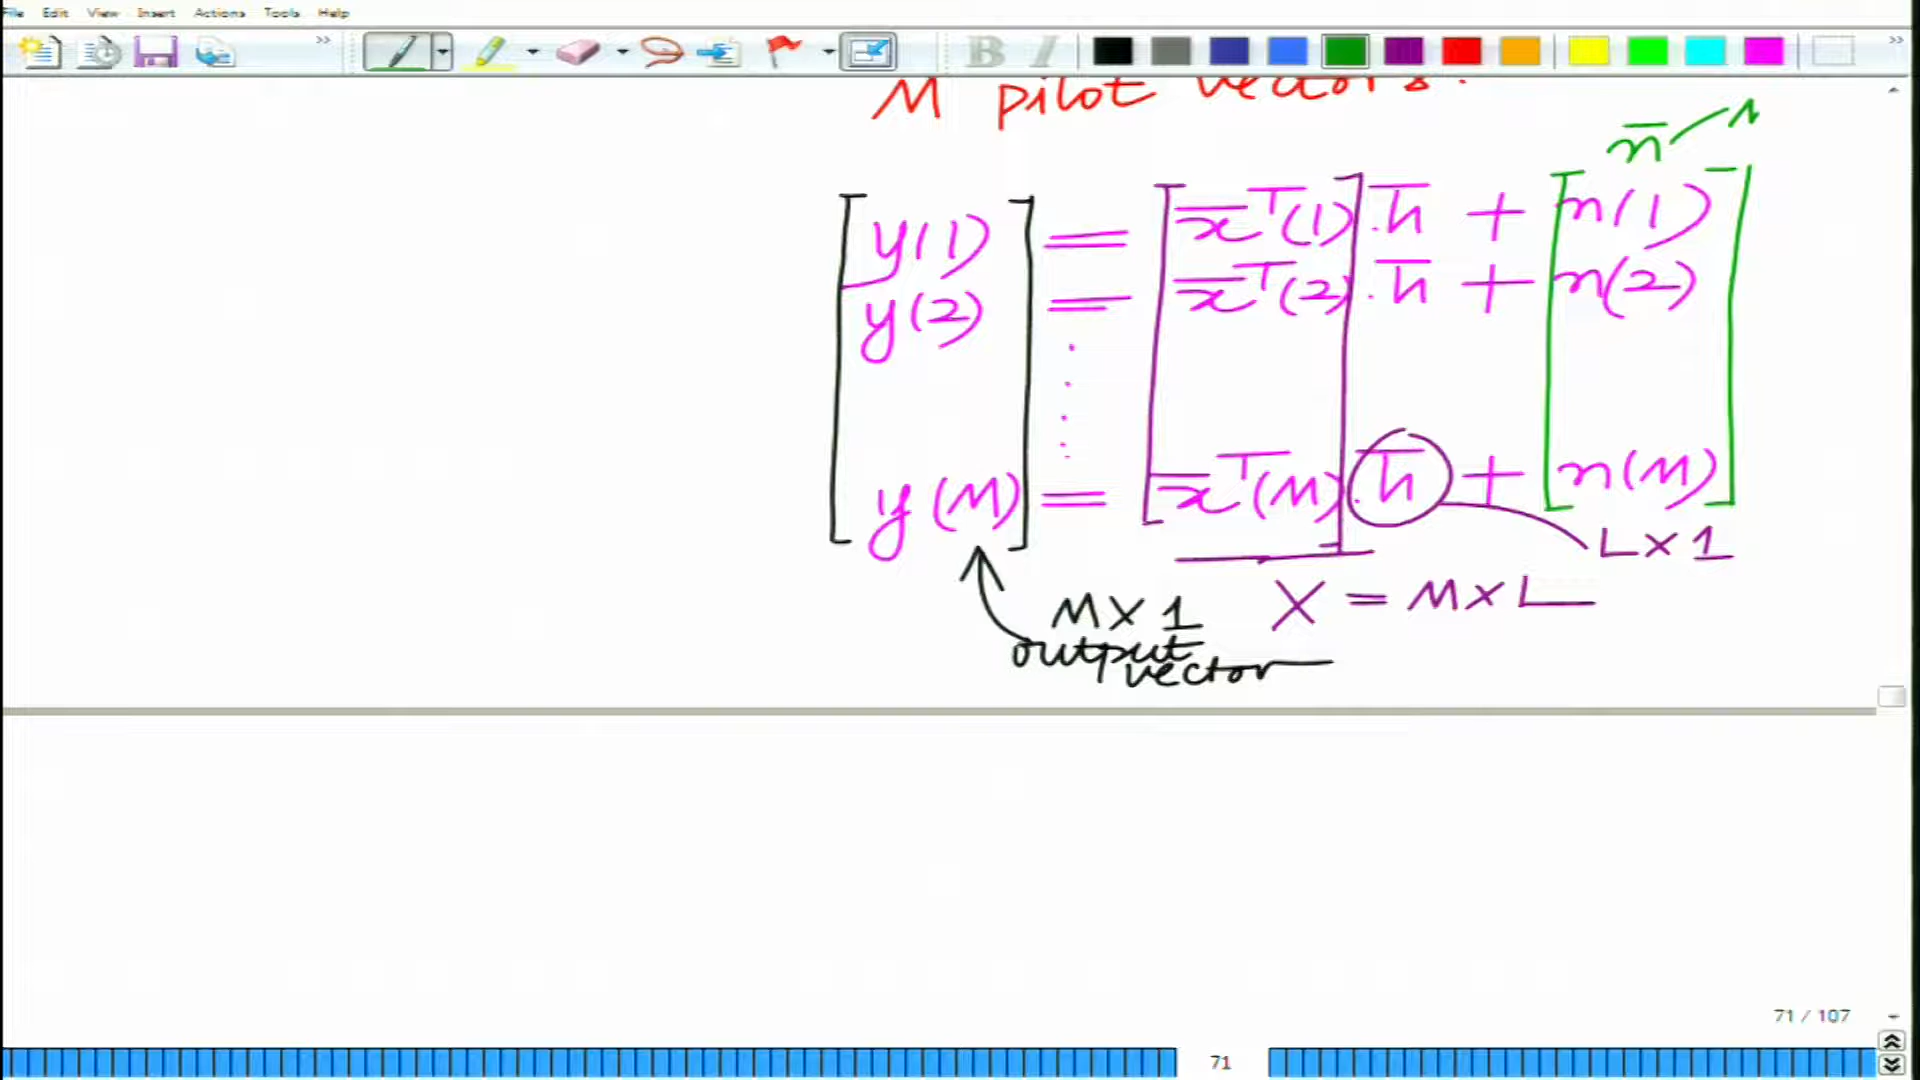 File Edit View Insert Actions Tools Help
B I
M pilot vectors.
n̄
y(1) = x̄ᵀ(1) . h̄ + n(1)
y(2) = x̄ᵀ(2) . h̄ + n(2)
y(M) = x̄ᵀ(M) . h̄ + n(M)
L×1
X = M×L
M×1
output
vector
71 / 107
71